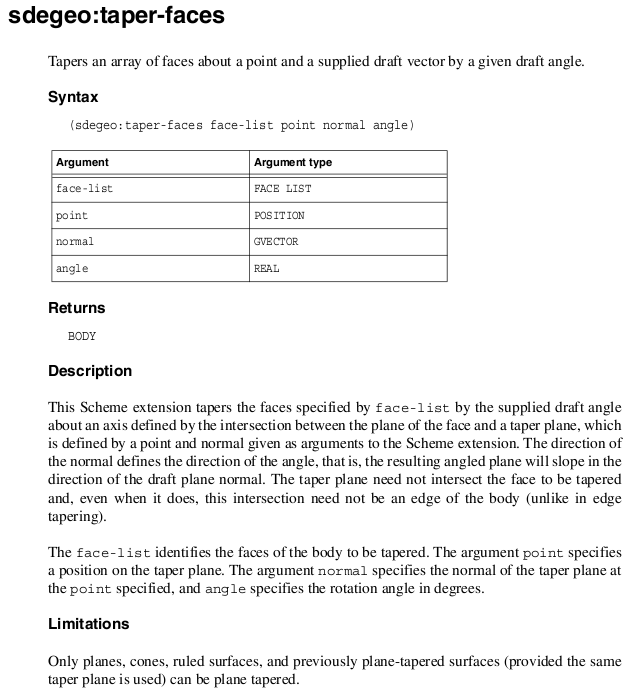 sdegeo:taper-faces
Tapers an array of faces about a point and a supplied draft vector by a given draft angle.
Syntax
(sdegeo:taper-faces face-list point normal angle)
Argument Argument type
face-list FACE LIST
point POSITION
normal GVECTOR
angle REAL
Returns
BODY
Description
This Scheme extension tapers the faces specified by face-list by the supplied draft angle
about an axis defined by the intersection between the plane of the face and a taper plane, which
is defined by a point and normal given as arguments to the Scheme extension. The direction of
the normal defines the direction of the angle, that is, the resulting angled plane will slope in the
direction of the draft plane normal. The taper plane need not intersect the face to be tapered
and, even when it does, this intersection need not be an edge of the body (unlike in edge
tapering).
The face-list identifies the faces of the body to be tapered. The argument point specifies
a position on the taper plane. The argument normal specifies the normal of the taper plane at
the point specified, and angle specifies the rotation angle in degrees.
Limitations
Only planes, cones, ruled surfaces, and previously plane-tapered surfaces (provided the same
taper plane is used) can be plane tapered.